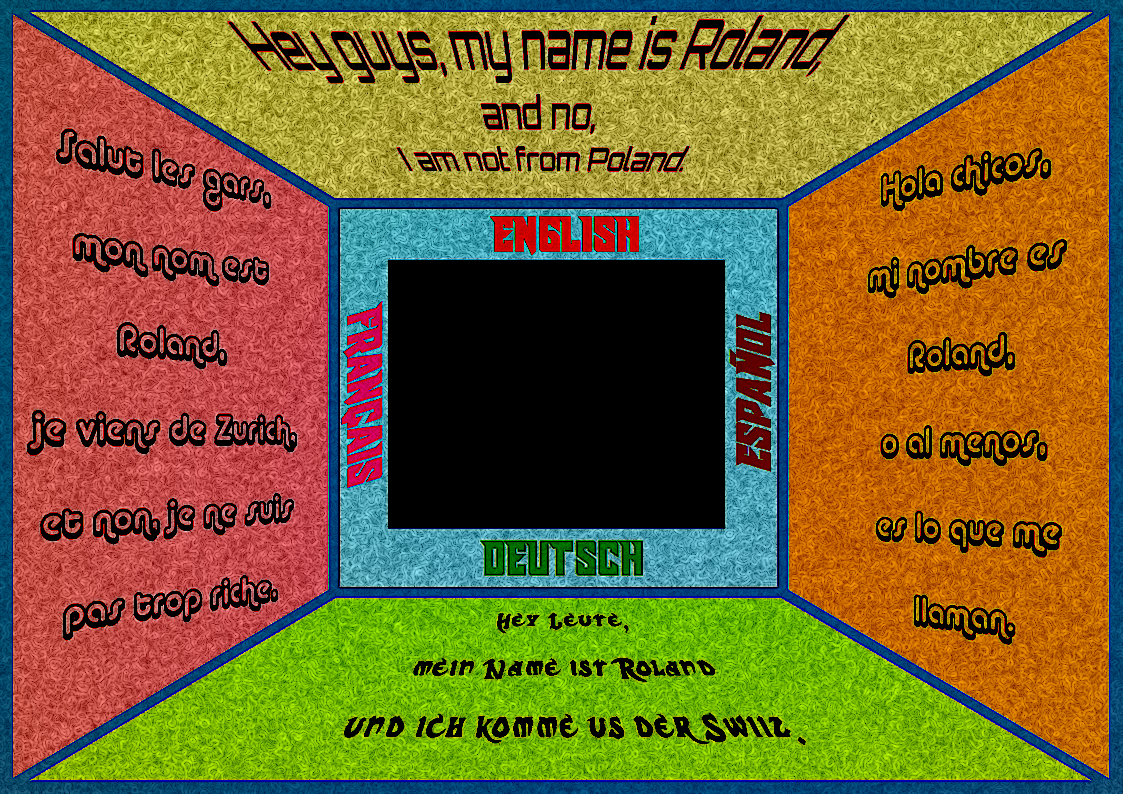 Hey guys, my name is Roland,
and no,
I am not from Poland.
Salut les gars.
mon nom est
Roland.
je viens de Zurich,
et non, je ne suis
pas trop riche.
ENGLISH
FRANÇAIS
ESPAÑOL
DEUTSCH
Hola chicos.
mi nombre es
Roland.
o al menos.
es lo que me
llaman.
Hey Leute,
mein Name ist Roland
und ich komme us der Swiiz.